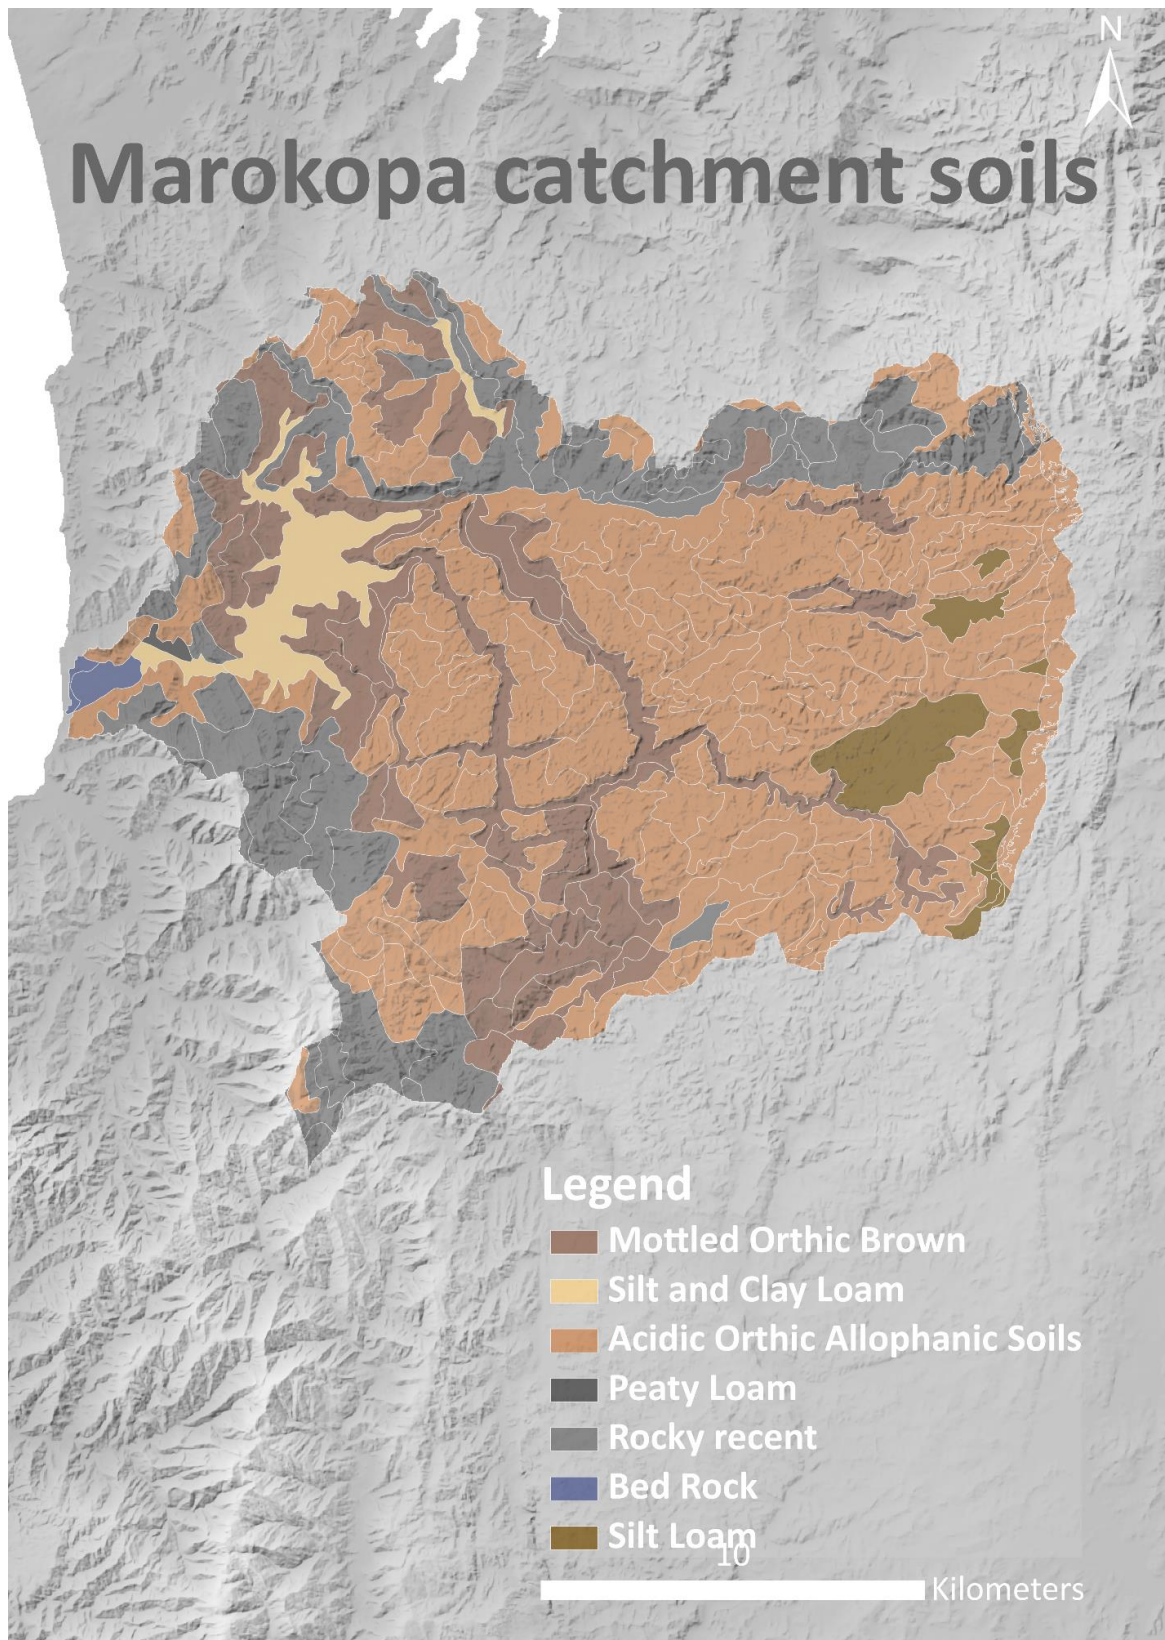 N
Marokopa catchment soils
Legend
Mottled Orthic Brown
Silt and Clay Loam
Acidic Orthic Allophanic Soils
Peaty Loam
Rocky recent
Bed Rock
Silt Loam
10
Kilometers